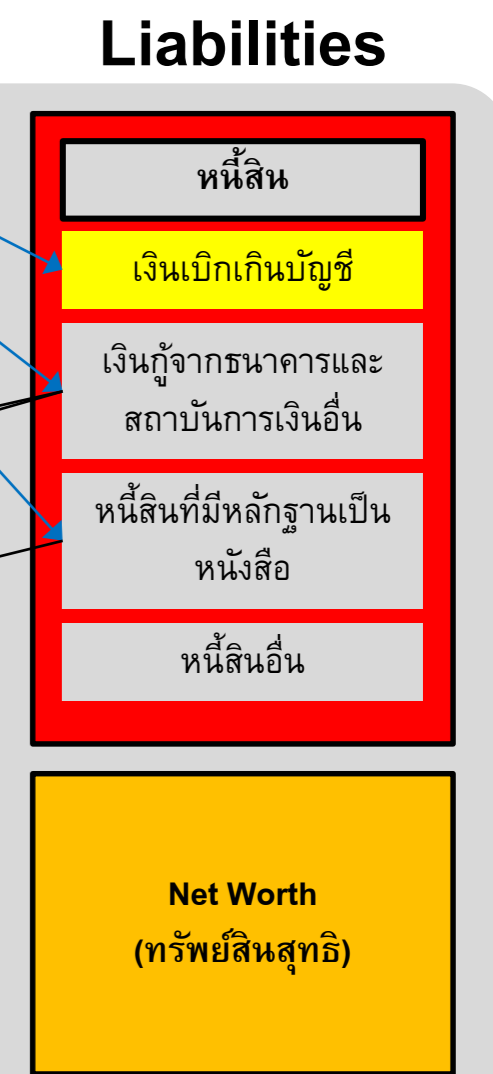 Liabilities
หนี้สิน
เงินเบิกเกินบัญชี
เงินกู้จากธนาคารและ
สถาบันการเงินอื่น
หนี้สินที่มีหลักฐานเป็น
หนังสือ
หนี้สินอื่น
Net Worth
(ทรัพย์สินสุทธิ)